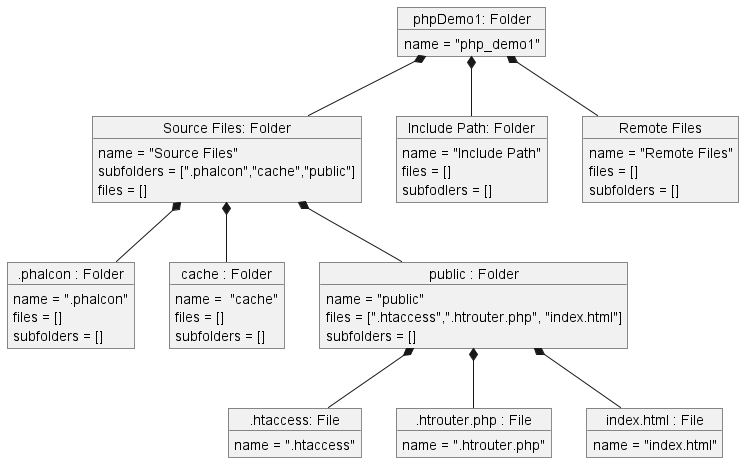 phpDemo1: Folder
name = "php_demo1"
Source Files: Folder
name = "Source Files"
subfolders = [".phalcon","cache","public"]
files = []
Include Path: Folder
name = "Include Path"
files = []
subfodlers = []
Remote Files
name = "Remote Files"
files = []
subfolders = []
.phalcon : Folder
name = ".phalcon"
files = []
subfolders = []
cache : Folder
name =  "cache"
files = []
subfolders = []
public : Folder
name = "public"
files = [".htaccess",".htrouter.php", "index.html"]
subfolders = []
.htaccess: File
name = ".htaccess"
.htrouter.php : File
name = ".htrouter.php"
index.html : File
name = "index.html"